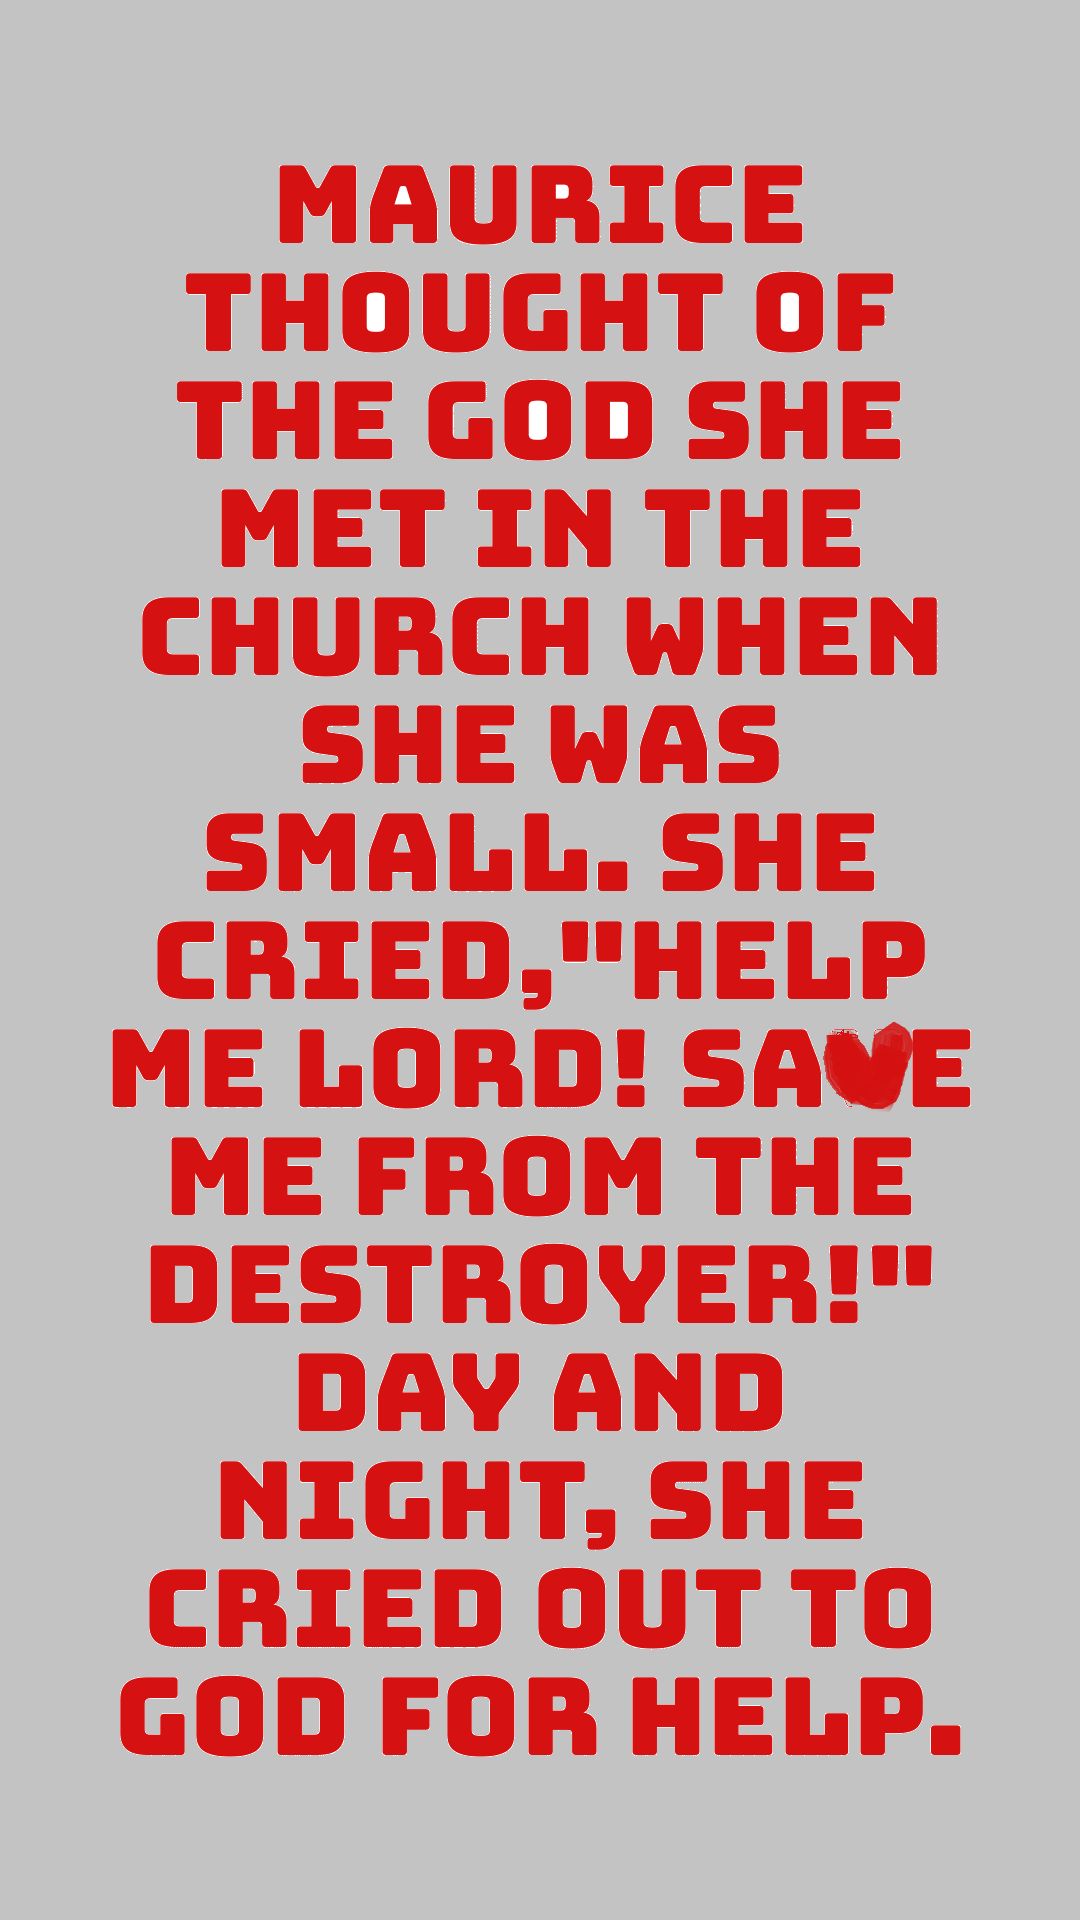 MAURICE
THOUGHT OF
THE GOD SHE
MET IN THE
CHURCH WHEN
SHE WAS
SMALL. SHE
CRIED,"HELP
ME LORD! SAVE
ME FROM THE
DESTROYER!"
DAY AND
NIGHT, SHE
CRIED OUT TO
GOD FOR HELP.